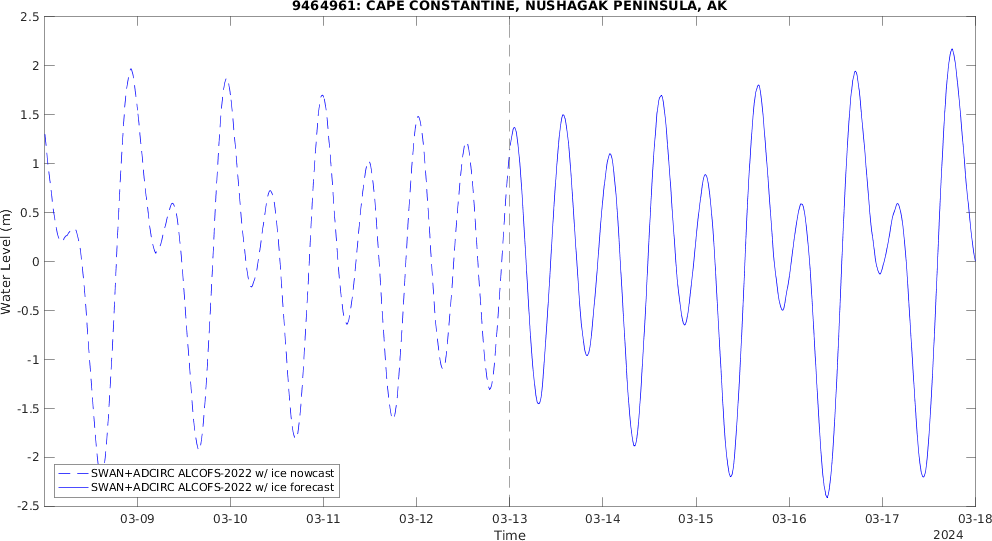 9464961: CAPE CONSTANTINE, NUSHAGAK PENINSULA, AK
Water Level (m)
2.5
2
1.5
1
0.5
0
-0.5
-1
-1.5
-2
-2.5
SWAN+ADCIRC ALCOFS-2022 w/ ice nowcast
SWAN+ADCIRC ALCOFS-2022 w/ ice forecast
03-09 03-10 03-11 03-12 03-13 03-14 03-15 03-16 03-17 03-18
Time
2024